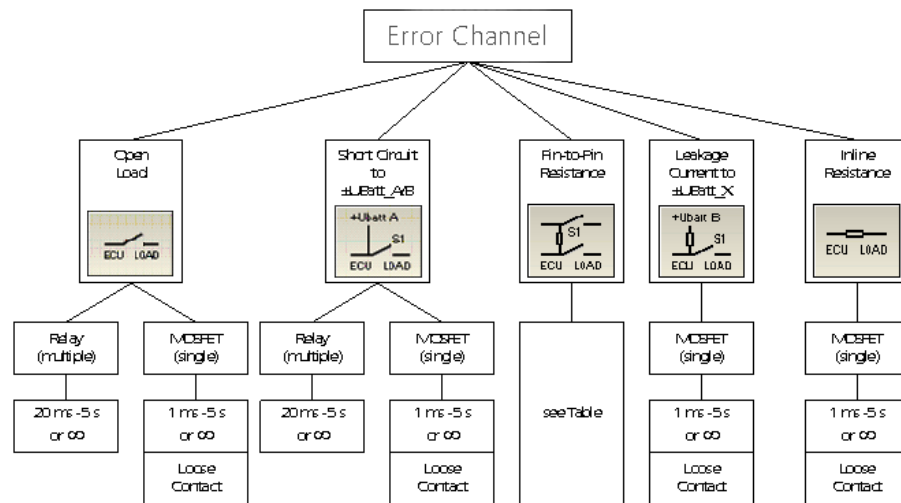 Error Channel
Open
Load
ECU LOAD
Short Circuit
to
±UBatt_A/B
+Ubatt A
S1
ECU LOAD
Pin-to-Pin
Resistance
S1
ECU LOAD
Leakage
Current to
±UBatt_X
+Ubatt B
S1
ECU LOAD
Inline
Resistance
ECU LOAD
Relay
(multiple)
MOSFET
(single)
Relay
(multiple)
MOSFET
(single)
see Table
MOSFET
(single)
MOSFET
(single)
20 ms -5 s
or ∞
1 ms -5 s
or ∞
Loose
Contact
20 ms -5 s
or ∞
1 ms -5 s
or ∞
Loose
Contact
1 ms -5 s
or ∞
Loose
Contact
1 ms -5 s
or ∞
Loose
Contact